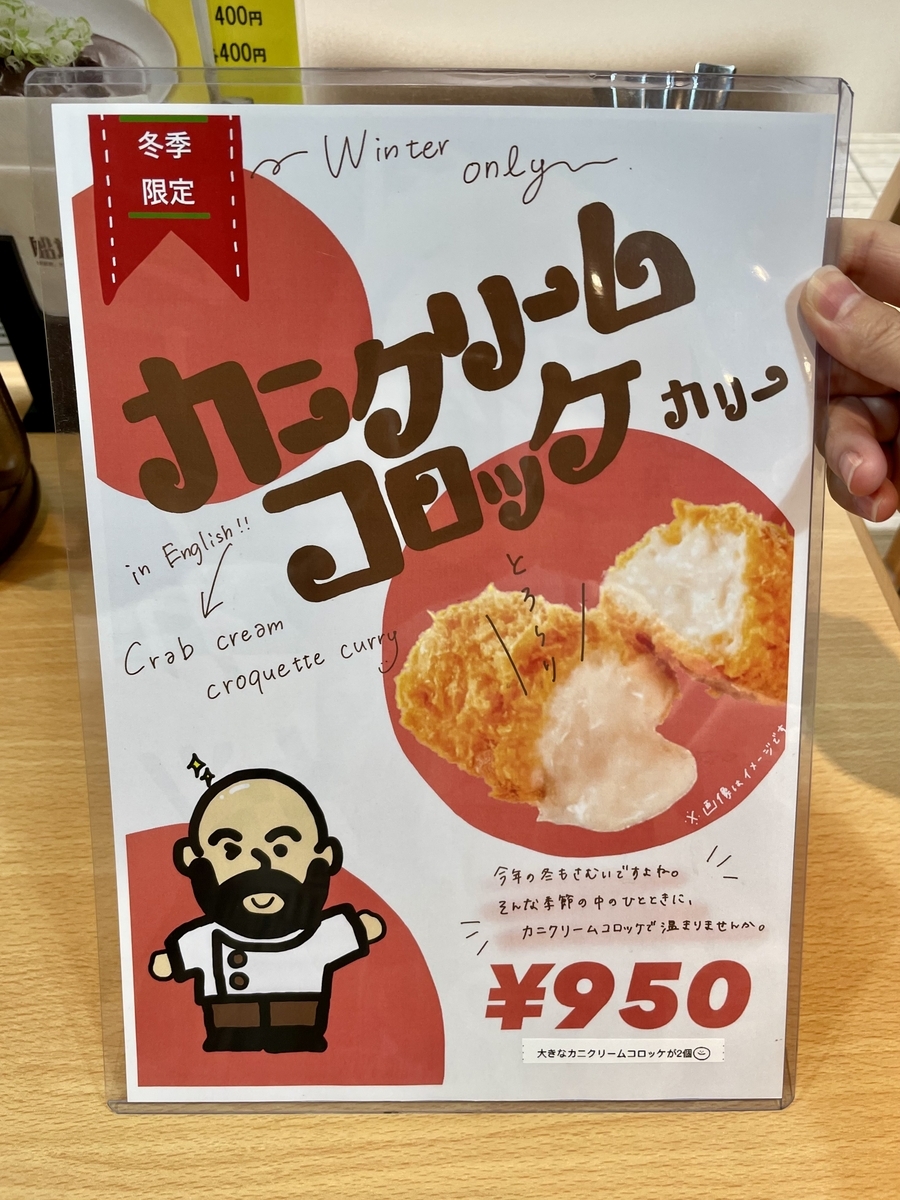 400円
400円
冬季
限定
Winter only
カニクリーム
コロッケ カリー
in English!!
Crab cream
croquette curry
とろ〜り
※画像はイメージです
今年の冬もさむいですよね。
そんな季節の中のひとときに、
カニクリームコロッケで温まりませんか。
¥950
大きなカニクリームコロッケが2個